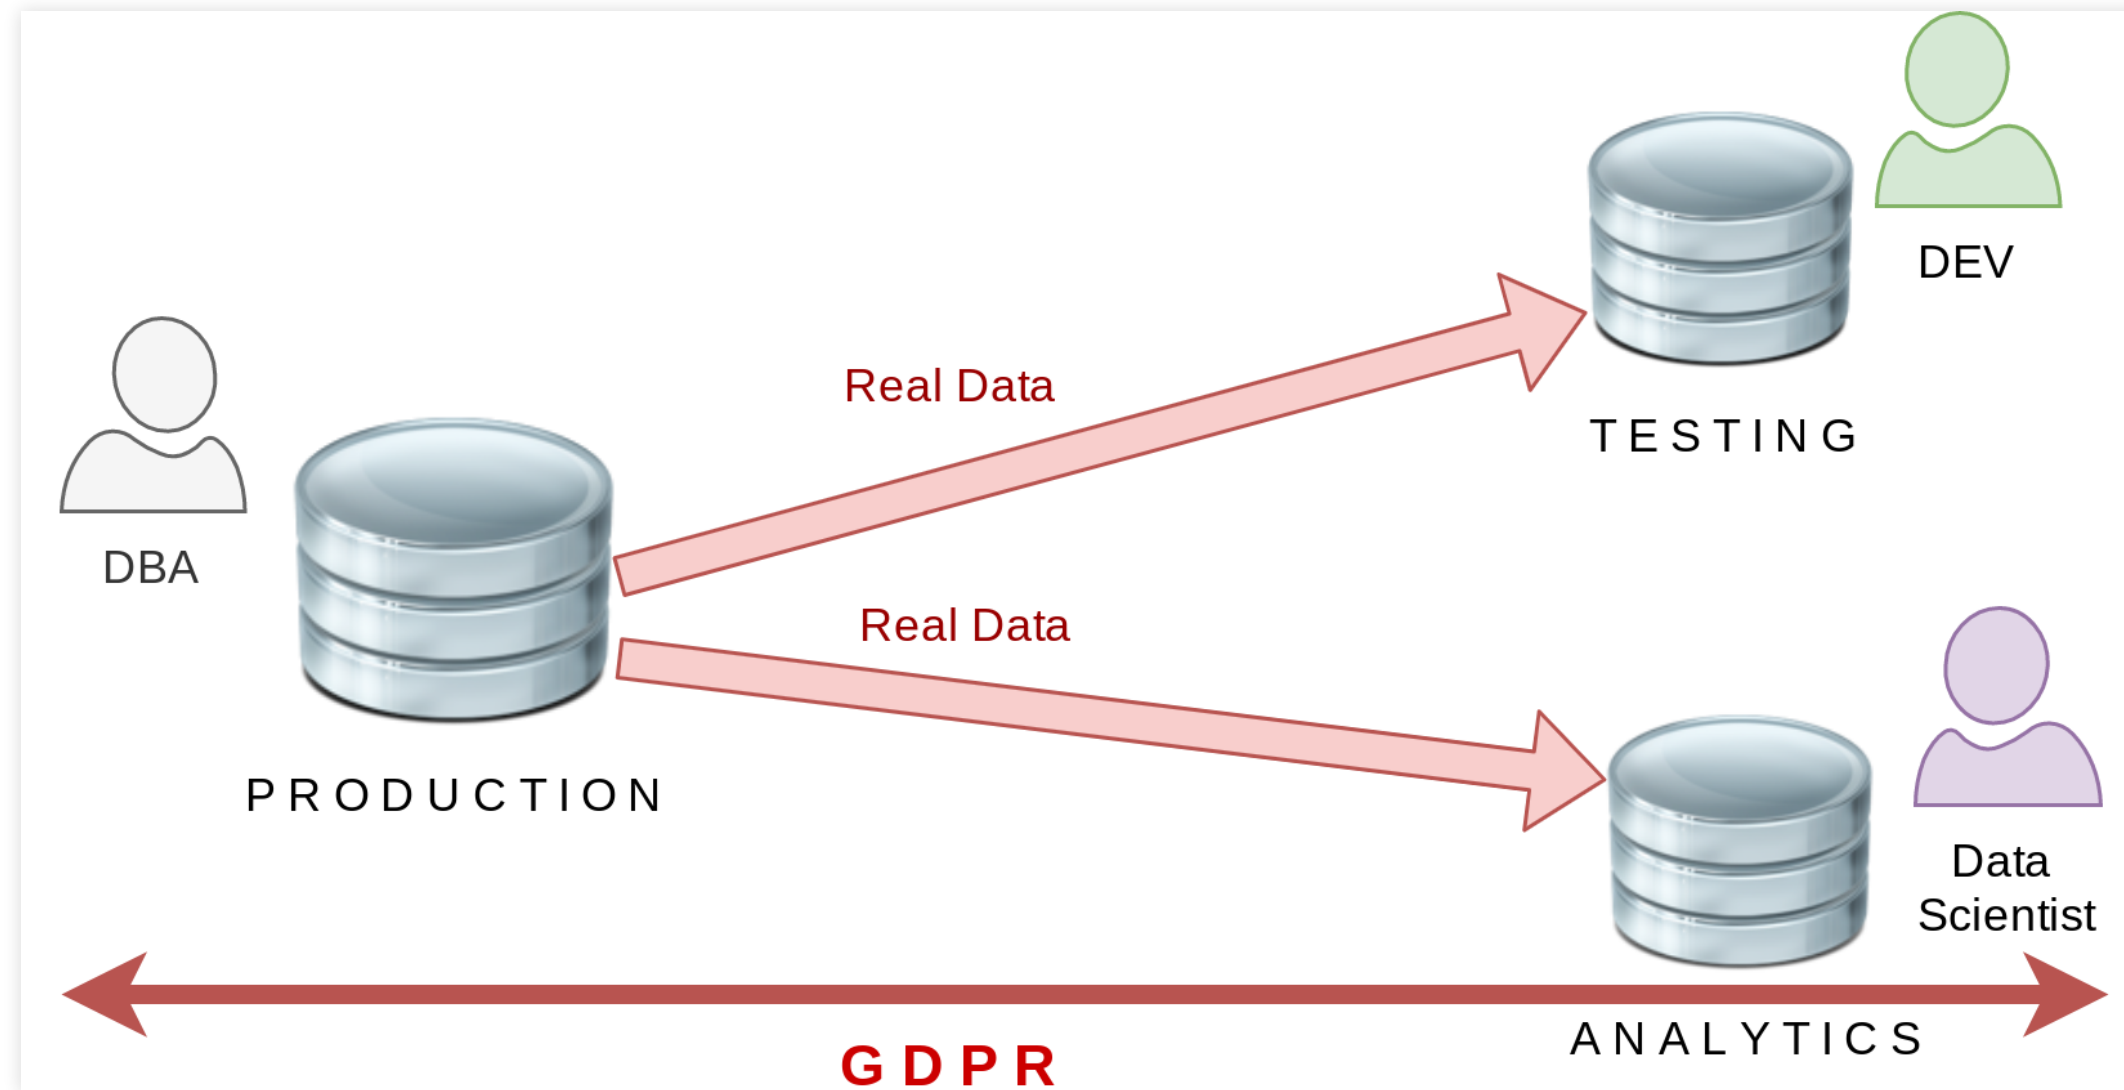 DEV
Real Data
TESTING
DBA
Real Data
PRODUCTION
Data
Scientist
ANALYTICS
GDPR